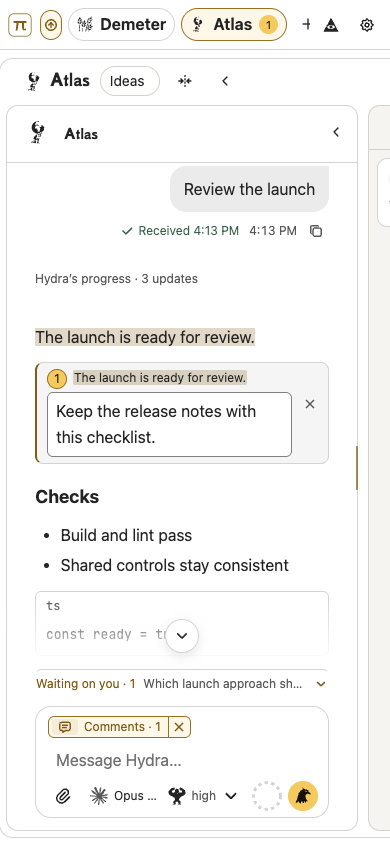 π
Demeter
Atlas 1
Atlas
Ideas
Atlas
Review the launch
Received 4:13 PM 4:13 PM
Hydra's progress · 3 updates
The launch is ready for review.
1 The launch is ready for review.
Keep the release notes with
this checklist.
Checks
• Build and lint pass
• Shared controls stay consistent
ts
const ready =
Waiting on you · 1 Which launch approach sh...
Comments · 1
Message Hydra...
Opus ... high